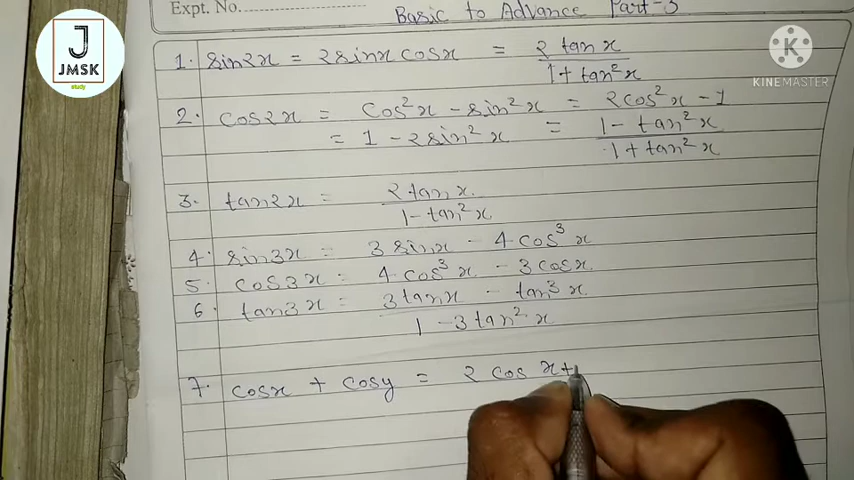 Expt. No.
Basic to Advance Part-3
J
JMSK
study
K
KINEMASTER
1. sin2x = 2sinx cosx = 2 tan x / 1 + tan²x
2. cos2x = cos²x - sin²x = 2cos²x - 1
= 1 - 2sin²x = 1 - tan²x / 1 + tan²x
3. tan2x = 2 tan x / 1 - tan²x
4. sin3x = 3 sinx - 4 cos³x
5. cos3x = 4 cos³x - 3 cosx
6. tan3x = 3tanx - tan³x / 1 - 3 tan²x
7. cosx + cosy = 2 cos x+